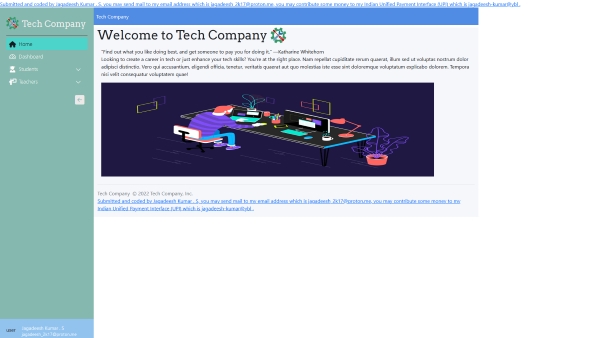 Submitted and coded by Jagadeesh Kumar . S, you may send mail to my email address which is jagadeesh_2k17@proton.me, you may contribute some money to my Indian Unified Payment Interface (UPI) which is jagadeesh-kumar@ybl .
Tech Company
Home
Dashboard
Students
Teachers
Tech Company
Welcome to Tech Company
"Find out what you like doing best, and get someone to pay you for doing it." —Katharine Whitehorn
Looking to create a career in tech or just enhance your tech skills? You're at the right place. Nam repellat cupiditate rerum quaerat, illum sed ut voluptas nostrum dolor
adipisci distinctio. Vero qui accusantium, eligendi officia, tenetur, veritatis quaerat aut quo molestias iste esse sint doloremque voluptatum explicabo dolorem. Tempora
nisi velit consequatur voluptatem quae!
Tech Company © 2022 Tech Company, Inc.
Submitted and coded by Jagadeesh Kumar . S, you may send mail to my email address which is jagadeesh_2k17@proton.me, you may contribute some money to my
Indian Unified Payment Interface (UPI) which is jagadeesh-kumar@ybl .
Jagadeesh Kumar . S
jagadeesh_2k17@proton.me